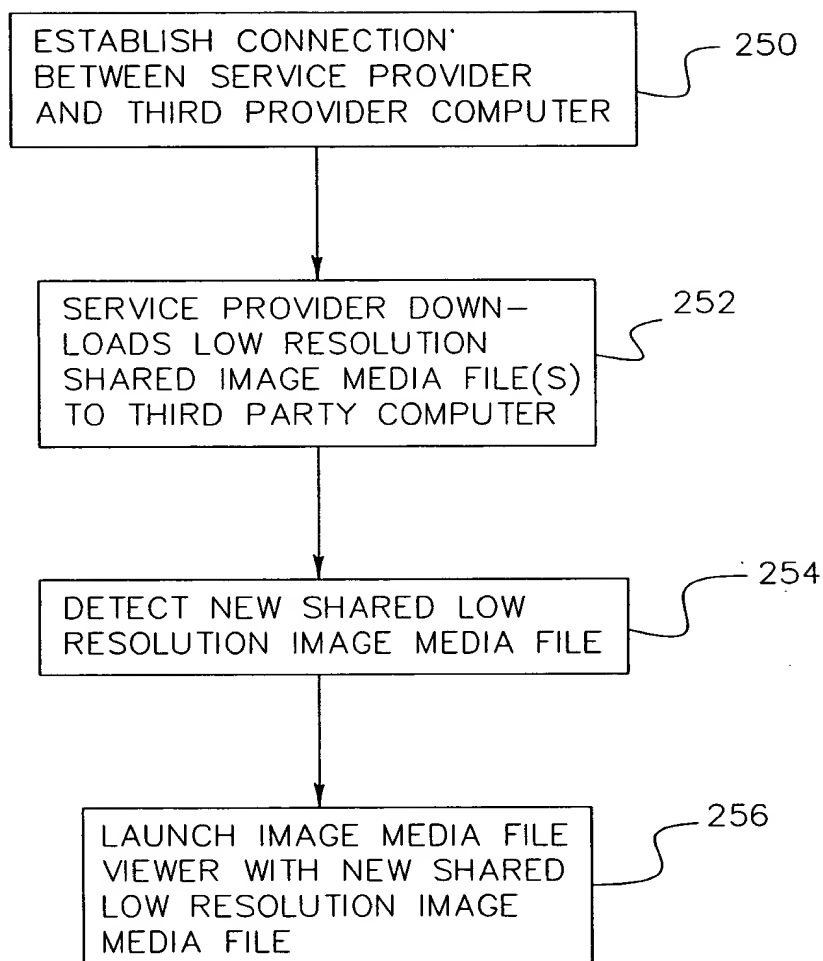 ESTABLISH CONNECTION
BETWEEN SERVICE PROVIDER
AND THIRD PROVIDER COMPUTER
250
SERVICE PROVIDER DOWN-
LOADS LOW RESOLUTION
SHARED IMAGE MEDIA FILE(S)
TO THIRD PARTY COMPUTER
252
DETECT NEW SHARED LOW
RESOLUTION IMAGE MEDIA FILE
254
LAUNCH IMAGE MEDIA FILE
VIEWER WITH NEW SHARED
LOW RESOLUTION IMAGE
MEDIA FILE
256